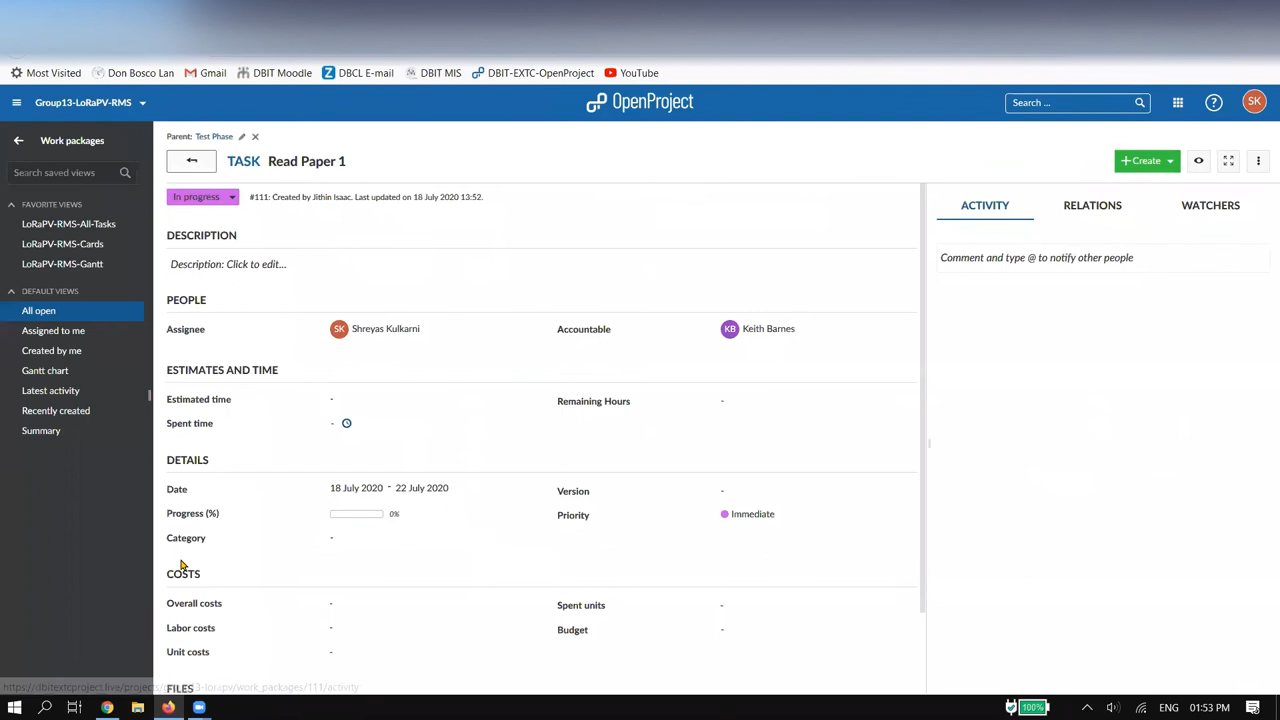 Most Visited Don Bosco Lan Gmail DBIT Moodle DBCL E-mail DBIT MIS DBIT-EXTC-OpenProject YouTube
Group13-LoRaPV-RMS OpenProject Search ... ? SK
Work packages
Search saved views
FAVORITE VIEWS
LoRaPV-RMS-All-Tasks
LoRaPV-RMS-Cards
LoRaPV-RMS-Gantt
DEFAULT VIEWS
All open
Assigned to me
Created by me
Gantt chart
Latest activity
Recently created
Summary
Parent: Test Phase
TASK Read Paper 1
+ Create
In progress #111: Created by Jithin Isaac. Last updated on 18 July 2020 13:52.
DESCRIPTION
Description: Click to edit...
PEOPLE
Assignee SK Shreyas Kulkarni Accountable KB Keith Barnes
ESTIMATES AND TIME
Estimated time - Remaining Hours -
Spent time -
DETAILS
Date 18 July 2020 - 22 July 2020 Version -
Progress (%) 0% Priority Immediate
Category -
COSTS
Overall costs - Spent units -
Labor costs - Budget -
Unit costs -
FILES
ACTIVITY RELATIONS WATCHERS
Comment and type @ to notify other people
100% ENG 01:53 PM